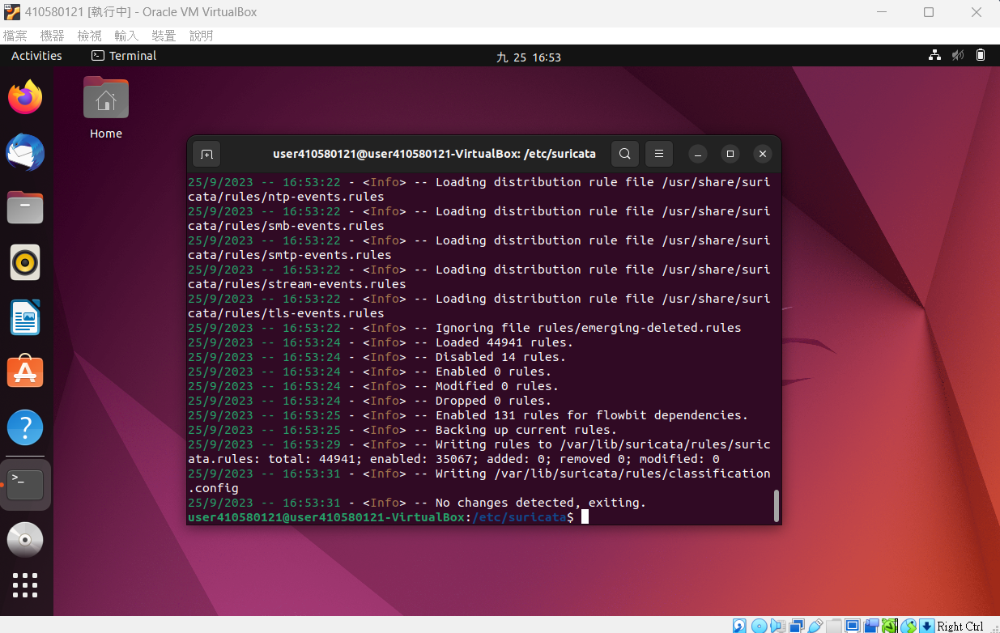 410580121 [執行中] - Oracle VM VirtualBox
檔案 機器 檢視 輸入 裝置 說明
Activities Terminal 九 25 16:53
Home
user410580121@user410580121-VirtualBox: /etc/suricata
25/9/2023 -- 16:53:22 - <Info> -- Loading distribution rule file /usr/share/suri
cata/rules/ntp-events.rules
25/9/2023 -- 16:53:22 - <Info> -- Loading distribution rule file /usr/share/suri
cata/rules/smb-events.rules
25/9/2023 -- 16:53:22 - <Info> -- Loading distribution rule file /usr/share/suri
cata/rules/smtp-events.rules
25/9/2023 -- 16:53:22 - <Info> -- Loading distribution rule file /usr/share/suri
cata/rules/stream-events.rules
25/9/2023 -- 16:53:22 - <Info> -- Loading distribution rule file /usr/share/suri
cata/rules/tls-events.rules
25/9/2023 -- 16:53:22 - <Info> -- Ignoring file rules/emerging-deleted.rules
25/9/2023 -- 16:53:24 - <Info> -- Loaded 44941 rules.
25/9/2023 -- 16:53:24 - <Info> -- Disabled 14 rules.
25/9/2023 -- 16:53:24 - <Info> -- Enabled 0 rules.
25/9/2023 -- 16:53:24 - <Info> -- Modified 0 rules.
25/9/2023 -- 16:53:24 - <Info> -- Dropped 0 rules.
25/9/2023 -- 16:53:25 - <Info> -- Enabled 131 rules for flowbit dependencies.
25/9/2023 -- 16:53:25 - <Info> -- Backing up current rules.
25/9/2023 -- 16:53:29 - <Info> -- Writing rules to /var/lib/suricata/rules/suric
ata.rules: total: 44941; enabled: 35067; added: 0; removed 0; modified: 0
25/9/2023 -- 16:53:31 - <Info> -- Writing /var/lib/suricata/rules/classification
.config
25/9/2023 -- 16:53:31 - <Info> -- No changes detected, exiting.
user410580121@user410580121-VirtualBox:/etc/suricata$
Right Ctrl